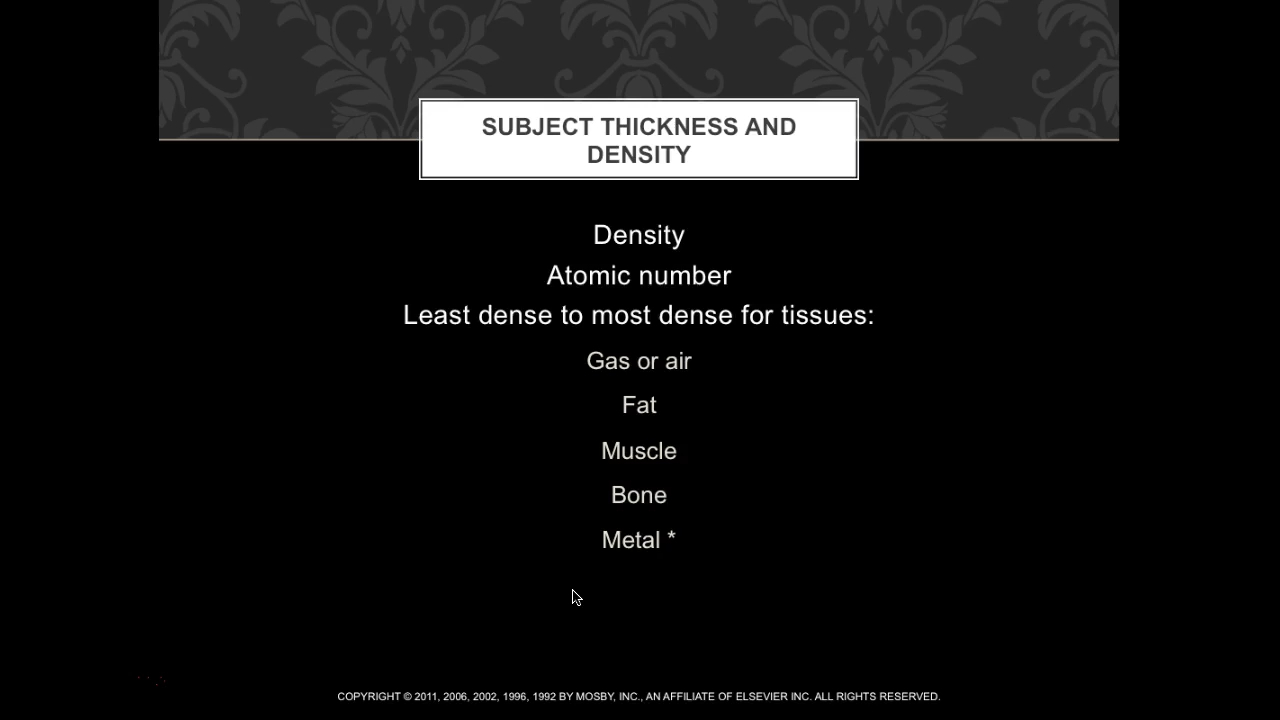 SUBJECT THICKNESS AND
DENSITY
Density
Atomic number
Least dense to most dense for tissues:
Gas or air
Fat
Muscle
Bone
Metal *
COPYRIGHT © 2011, 2006, 2002, 1996, 1992 BY MOSBY, INC., AN AFFILIATE OF ELSEVIER INC. ALL RIGHTS RESERVED.